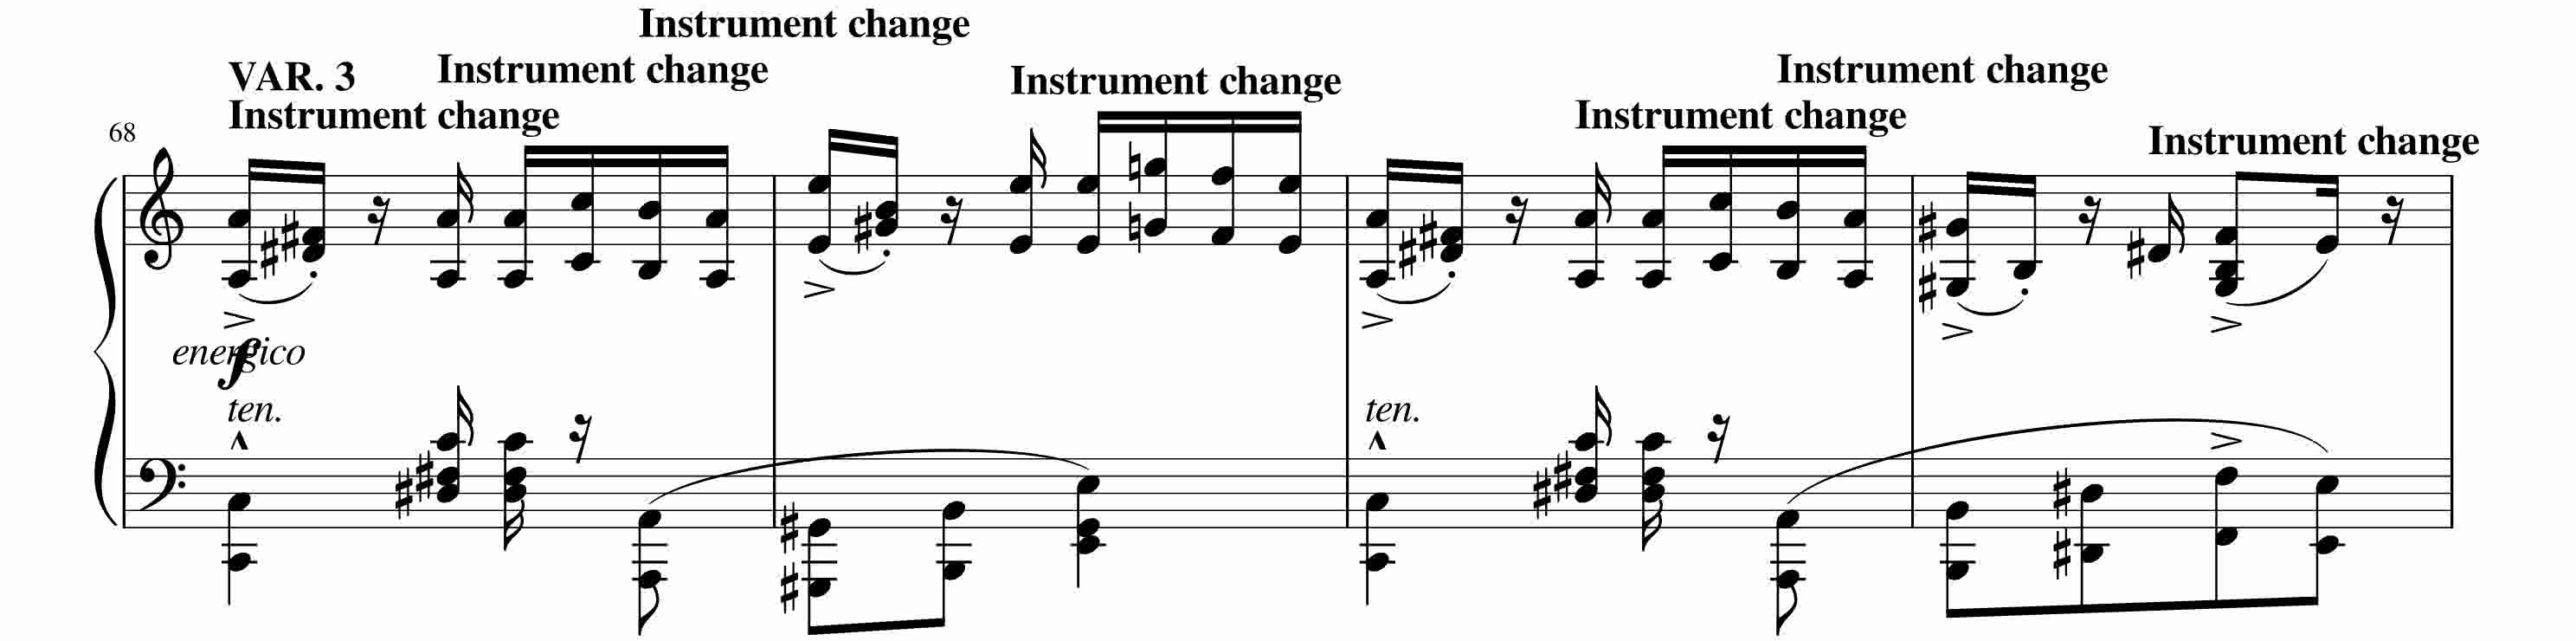 Instrument change
VAR. 3 Instrument change Instrument change Instrument change
Instrument change Instrument change Instrument change
68
energico
f
ten. ten.